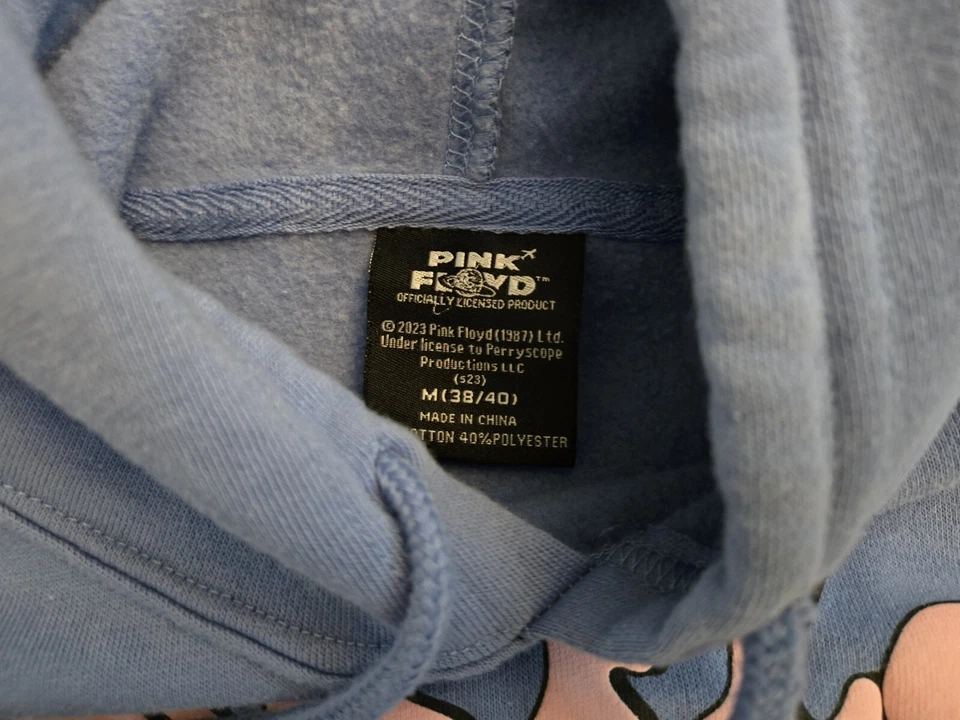 PINK
FLOYD™
OFFICIALLY LICENSED PRODUCT
© 2023 Pink Floyd (1987) Ltd.
Under license to Perryscope
Productions LLC
(s23)
M(38/40)
MADE IN CHINA
40%POLYESTER